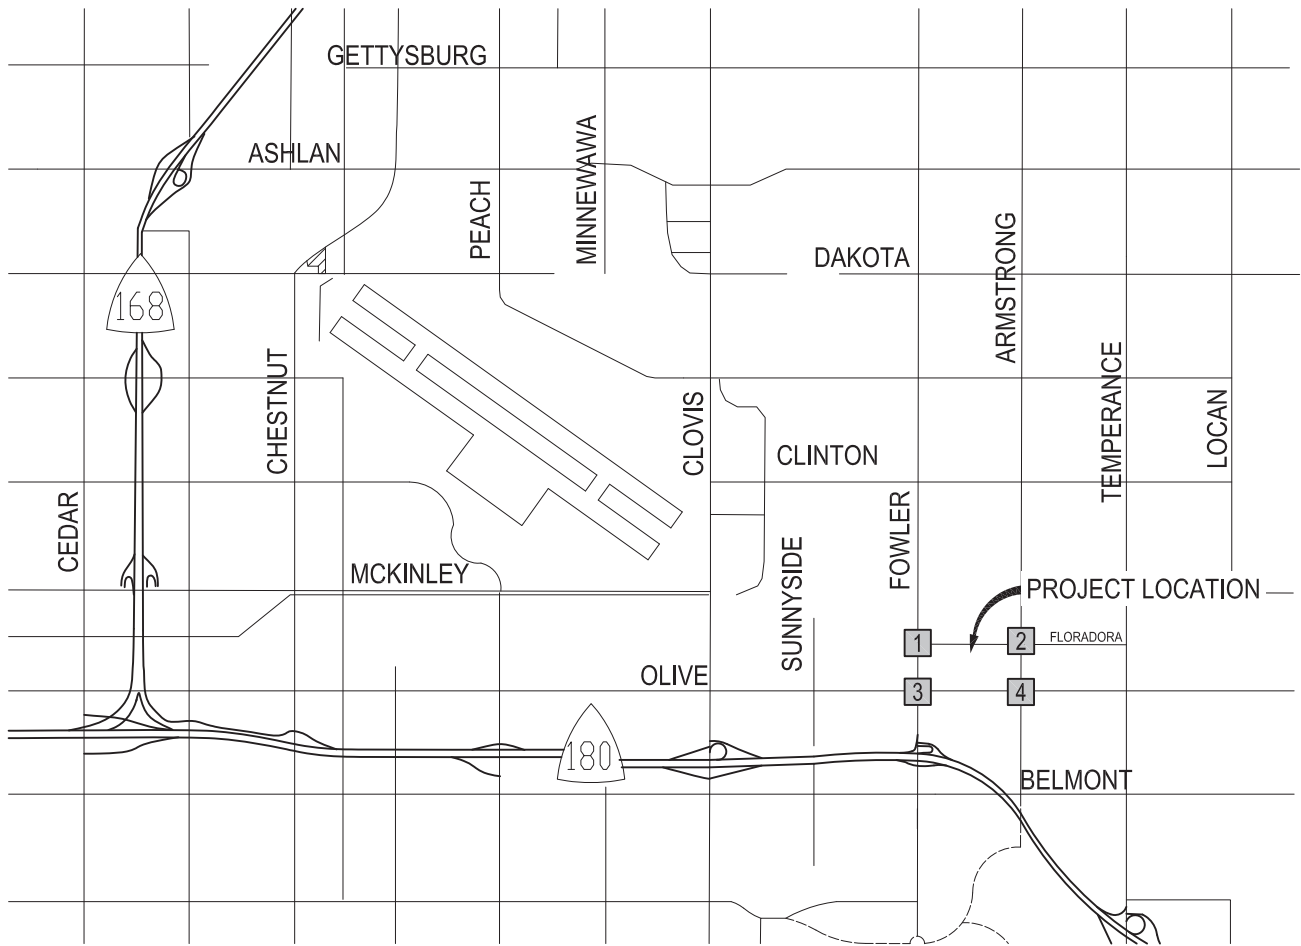 GETTYSBURG
ASHLAN
MINNEWAWA
PEACH
ARMSTRONG
DAKOTA
168
CHESTNUT
TEMPERANCE
CLOVIS
LOCAN
CLINTON
CEDAR
FOWLER
SUNNYSIDE
MCKINLEY
PROJECT LOCATION
1
2
FLORADORA
OLIVE
3
4
180
BELMONT